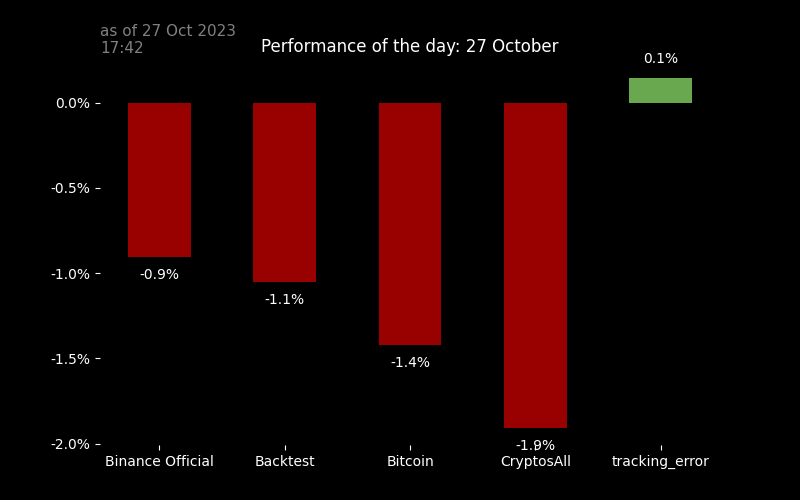 as of 27 Oct 2023
17:42
Performance of the day: 27 October
0.1%
0.0%
-0.5%
-1.0%
-1.5%
-2.0%
-0.9%
-1.1%
-1.4%
-1.9%
Binance Official
Backtest
Bitcoin
CryptosAll
tracking_error